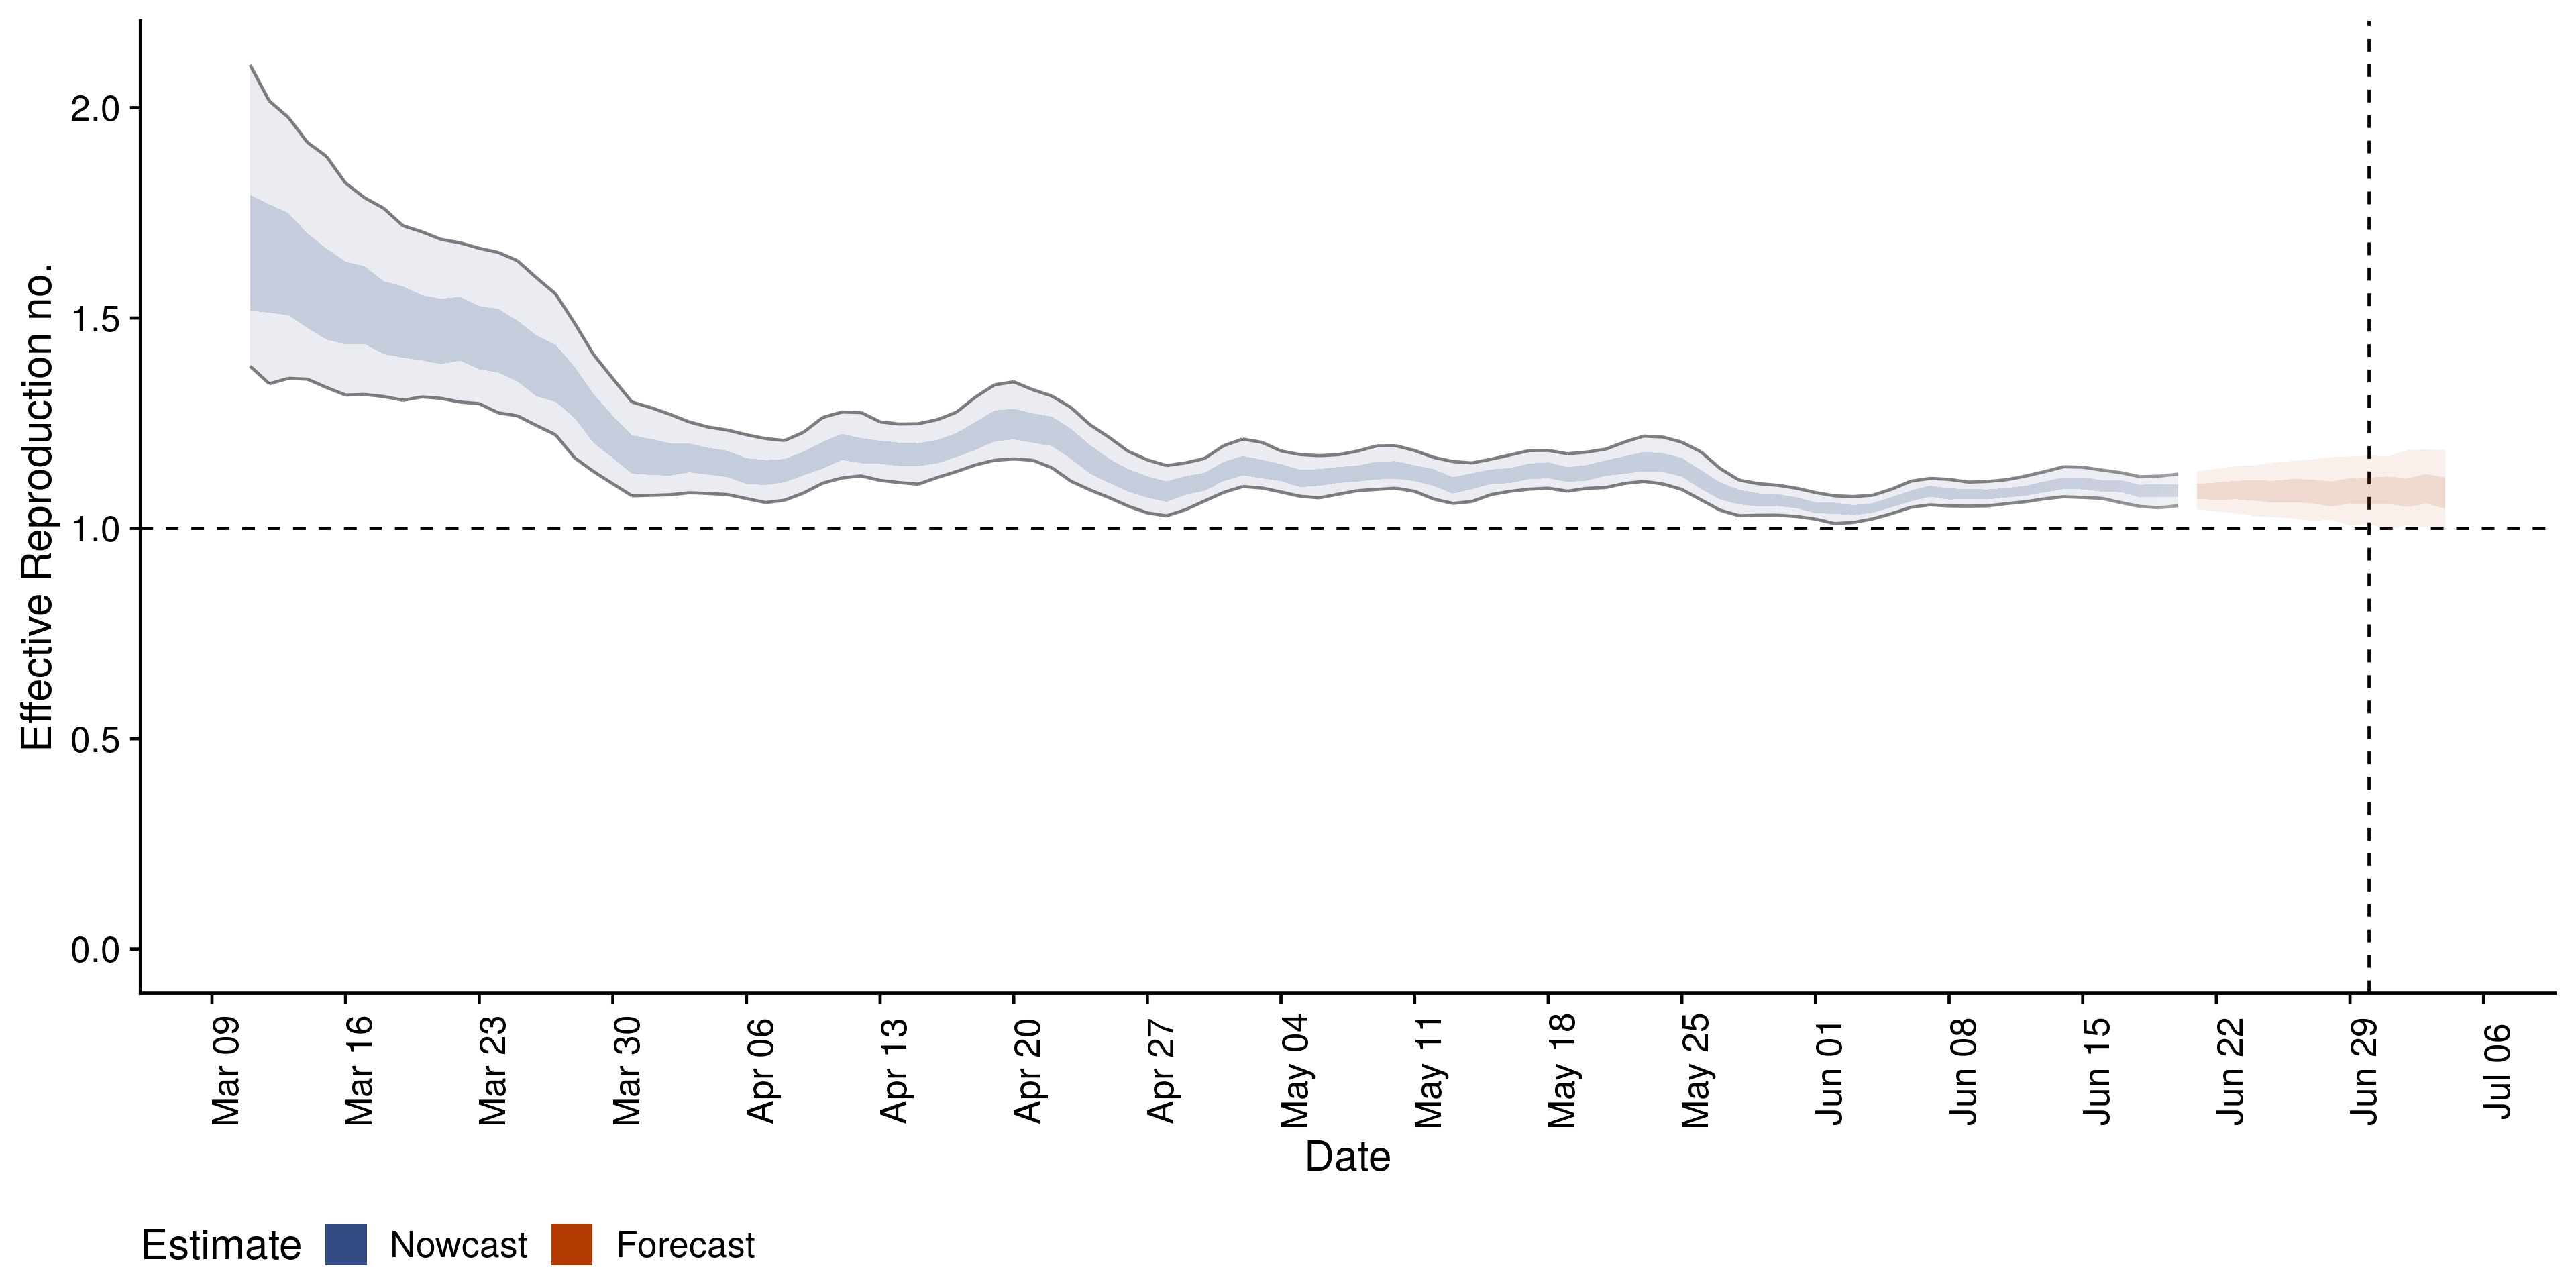 Effective Reproduction no.
2.0
1.5
1.0
0.5
0.0
Mar 09
Mar 16
Mar 23
Mar 30
Apr 06
Apr 13
Apr 20
Apr 27
May 04
May 11
May 18
May 25
Jun 01
Jun 08
Jun 15
Jun 22
Jun 29
Jul 06
Date
Estimate Nowcast Forecast